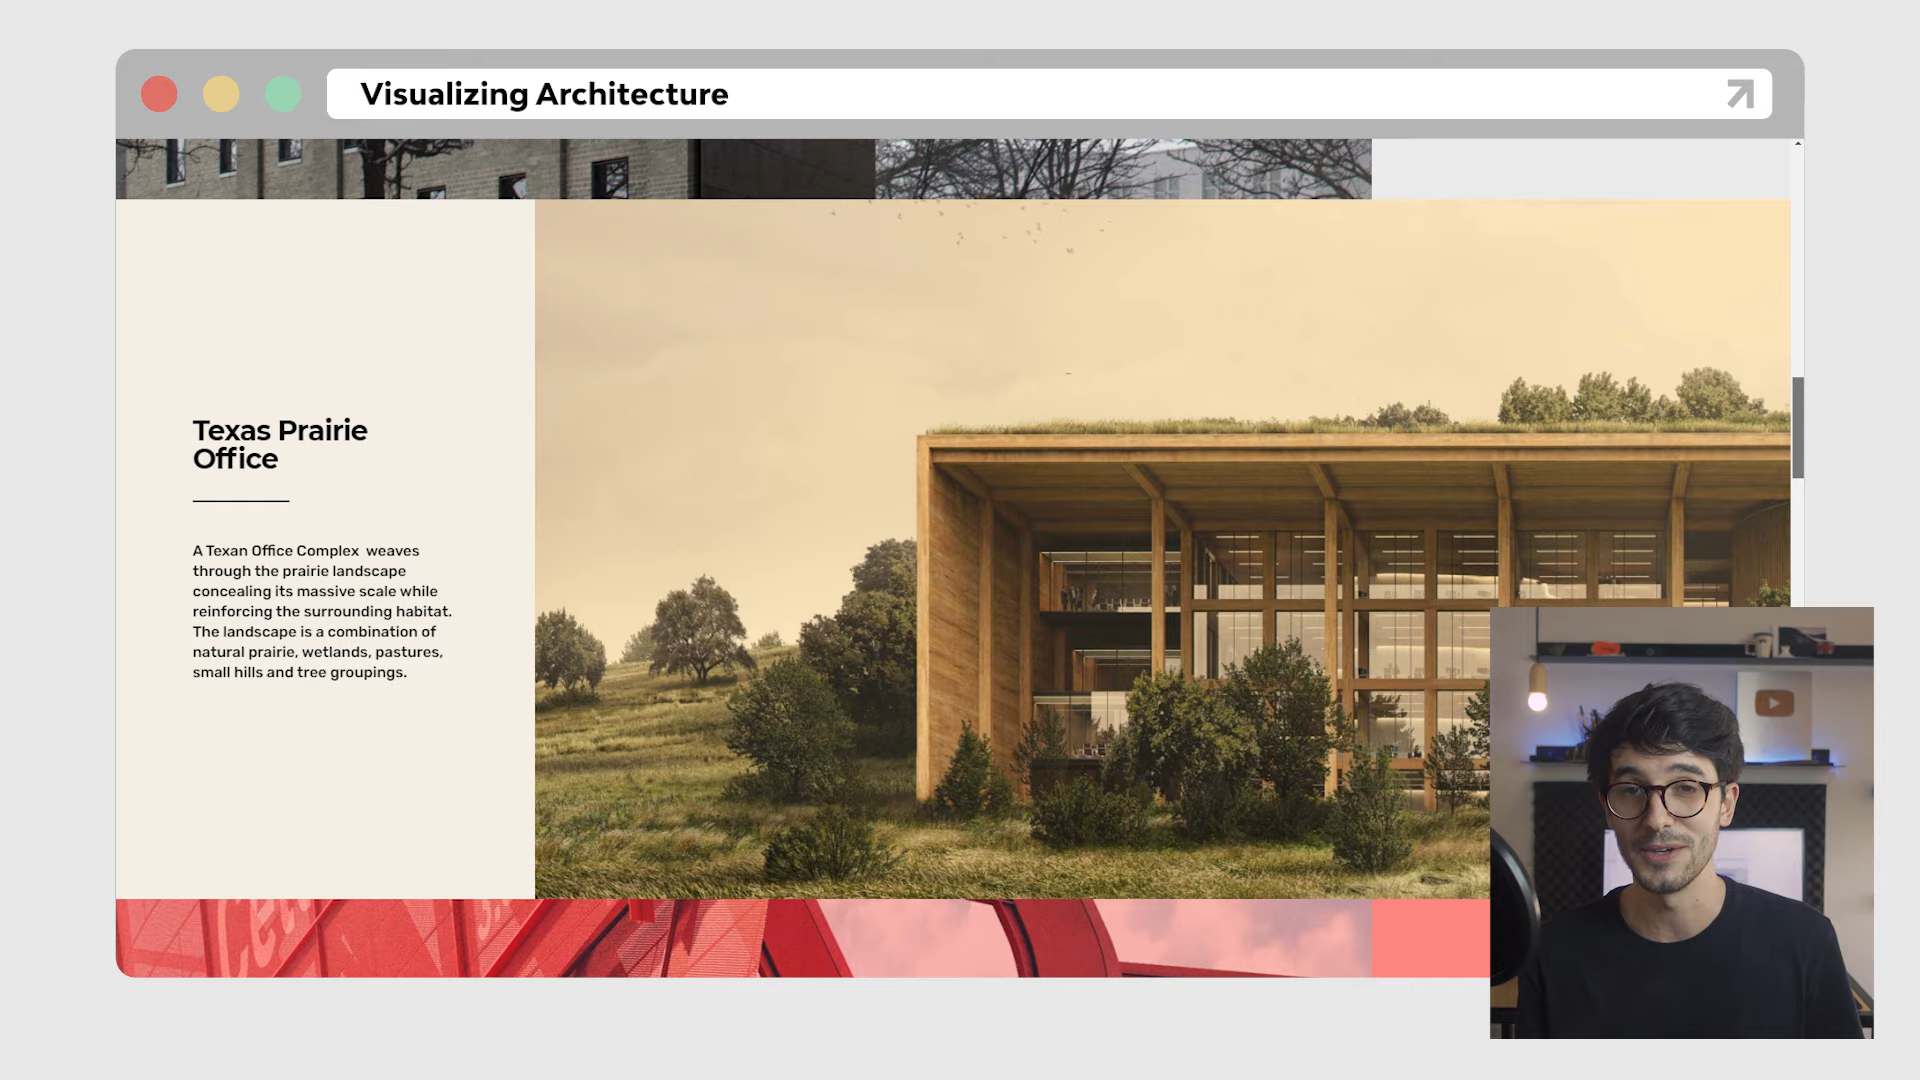 Visualizing Architecture
Texas Prairie
Office
A Texan Office Complex weaves
through the prairie landscape
concealing its massive scale while
reinforcing the surrounding habitat.
The landscape is a combination of
natural prairie, wetlands, pastures,
small hills and tree groupings.